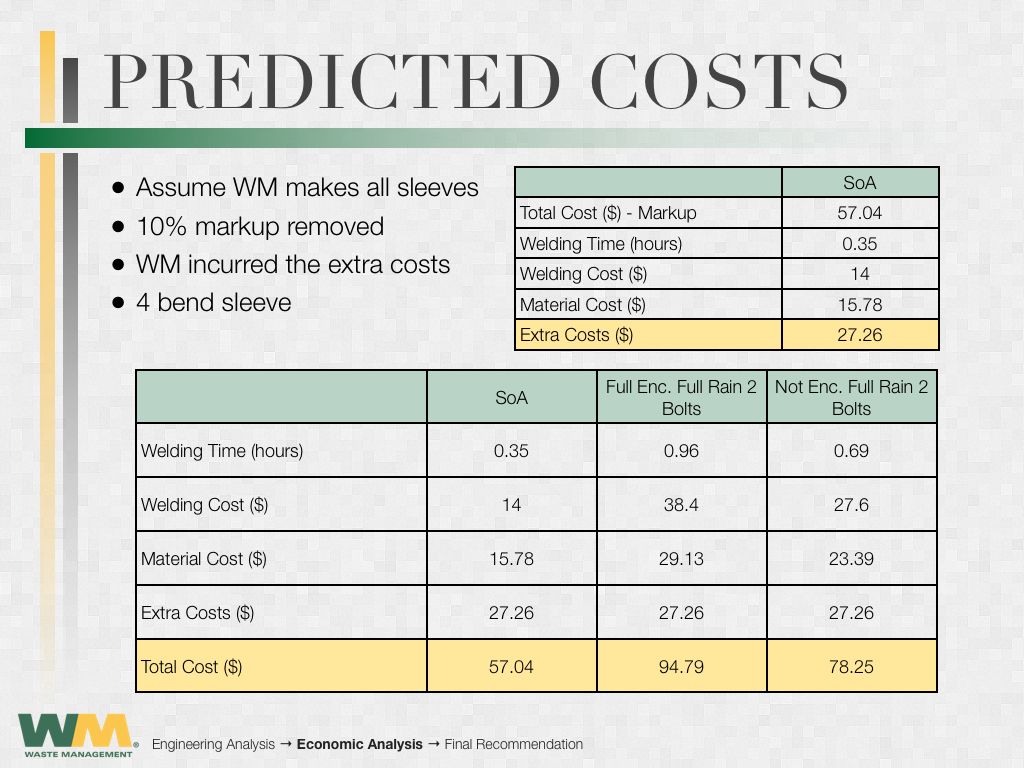 PREDICTED COSTS
• Assume WM makes all sleeves
• 10% markup removed
• WM incurred the extra costs
• 4 bend sleeve
SoA
Total Cost ($) - Markup 57.04
Welding Time (hours) 0.35
Welding Cost ($) 14
Material Cost ($) 15.78
Extra Costs ($) 27.26
SoA Full Enc. Full Rain 2 Not Enc. Full Rain 2
Bolts Bolts
Welding Time (hours) 0.35 0.96 0.69
Welding Cost ($) 14 38.4 27.6
Material Cost ($) 15.78 29.13 23.39
Extra Costs ($) 27.26 27.26 27.26
Total Cost ($) 57.04 94.79 78.25
WM®
WASTE MANAGEMENT
Engineering Analysis → Economic Analysis → Final Recommendation